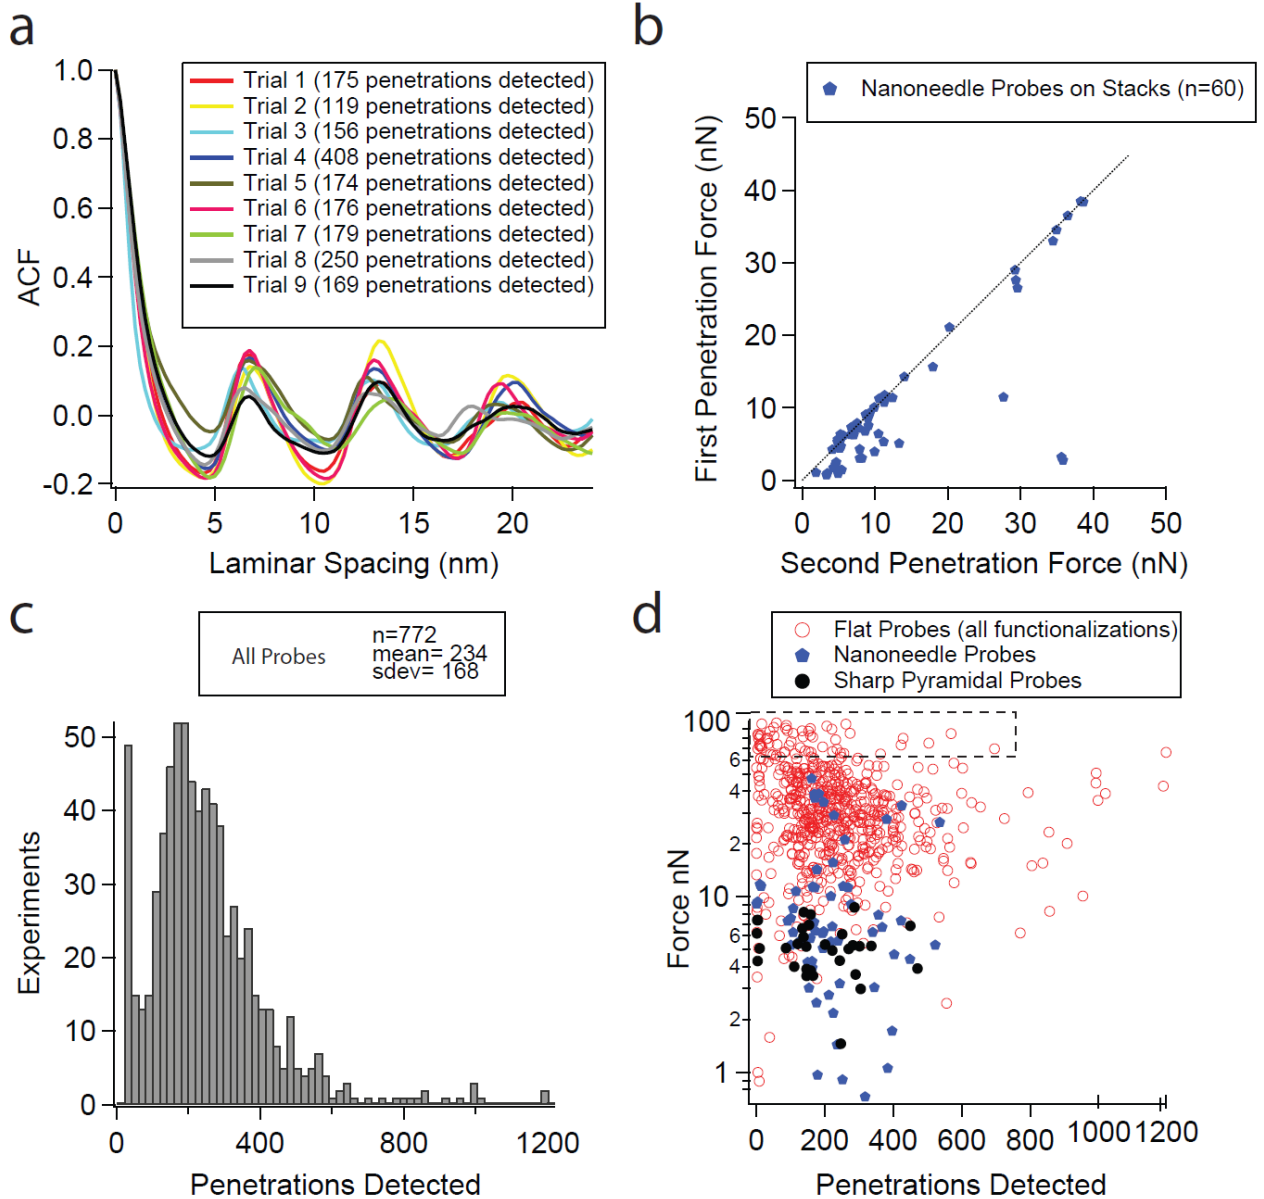 a
1.0
0.8
0.6
0.4
0.2
0.0
-0.2
ACF
Trial 1 (175 penetrations detected)
Trial 2 (119 penetrations detected)
Trial 3 (156 penetrations detected)
Trial 4 (408 penetrations detected)
Trial 5 (174 penetrations detected)
Trial 6 (176 penetrations detected)
Trial 7 (179 penetrations detected)
Trial 8 (250 penetrations detected)
Trial 9 (169 penetrations detected)
0 5 10 15 20
Laminar Spacing (nm)
b
Nanoneedle Probes on Stacks (n=60)
50
40
30
20
10
0
First Penetration Force (nN)
0 10 20 30 40 50
Second Penetration Force (nN)
c
All Probes
n=772
mean= 234
sdev= 168
50
40
30
20
10
0
Experiments
0 400 800 1200
Penetrations Detected
d
Flat Probes (all functionalizations)
Nanoneedle Probes
Sharp Pyramidal Probes
100
6
4
2
10
6
4
2
1
Force nN
0 200 400 600 800 1000 1200
Penetrations Detected